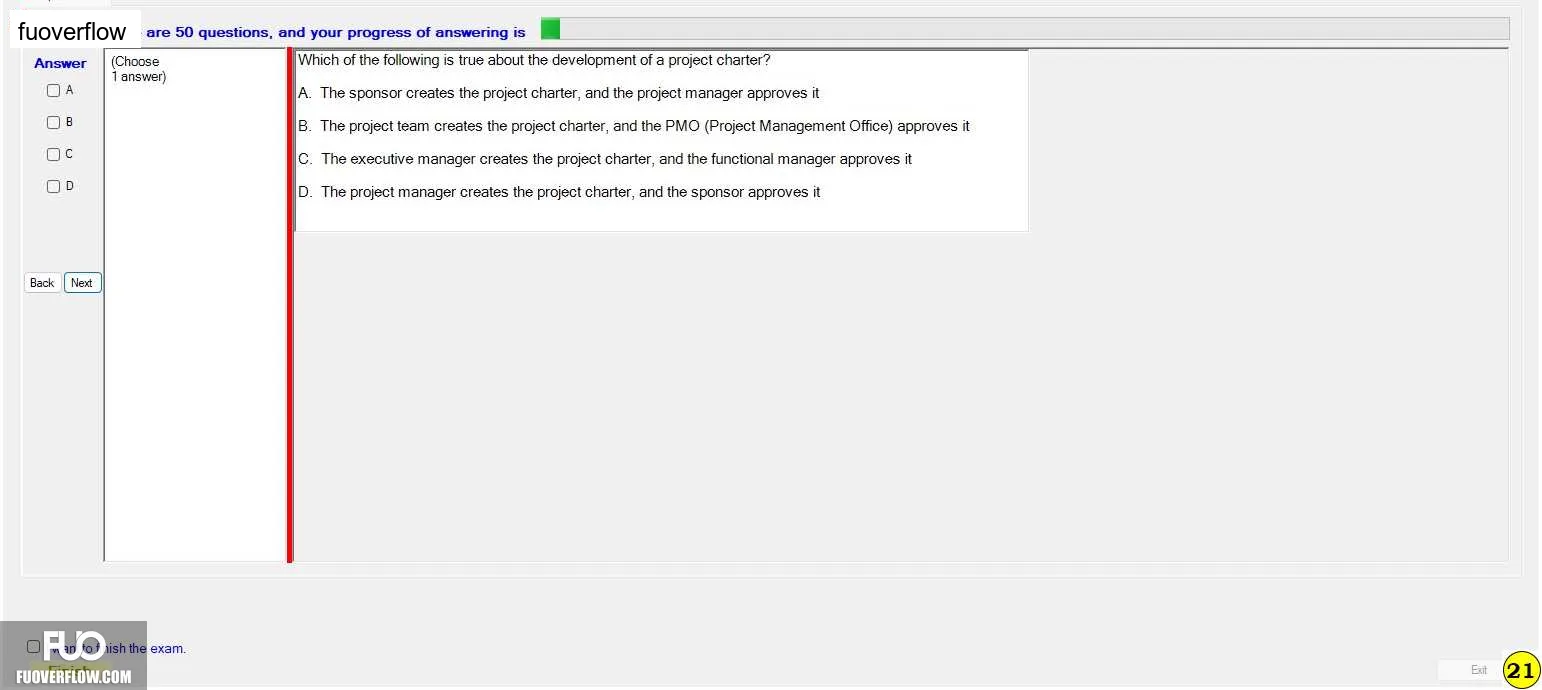 fuoverflow are 50 questions, and your progress of answering is
Answer
(Choose
1 answer)
A
B
C
D
Back Next
Which of the following is true about the development of a project charter?
A. The sponsor creates the project charter, and the project manager approves it
B. The project team creates the project charter, and the PMO (Project Management Office) approves it
C. The executive manager creates the project charter, and the functional manager approves it
D. The project manager creates the project charter, and the sponsor approves it
to finish the exam.
FUO
FUOVERFLOW.COM
Exit
21